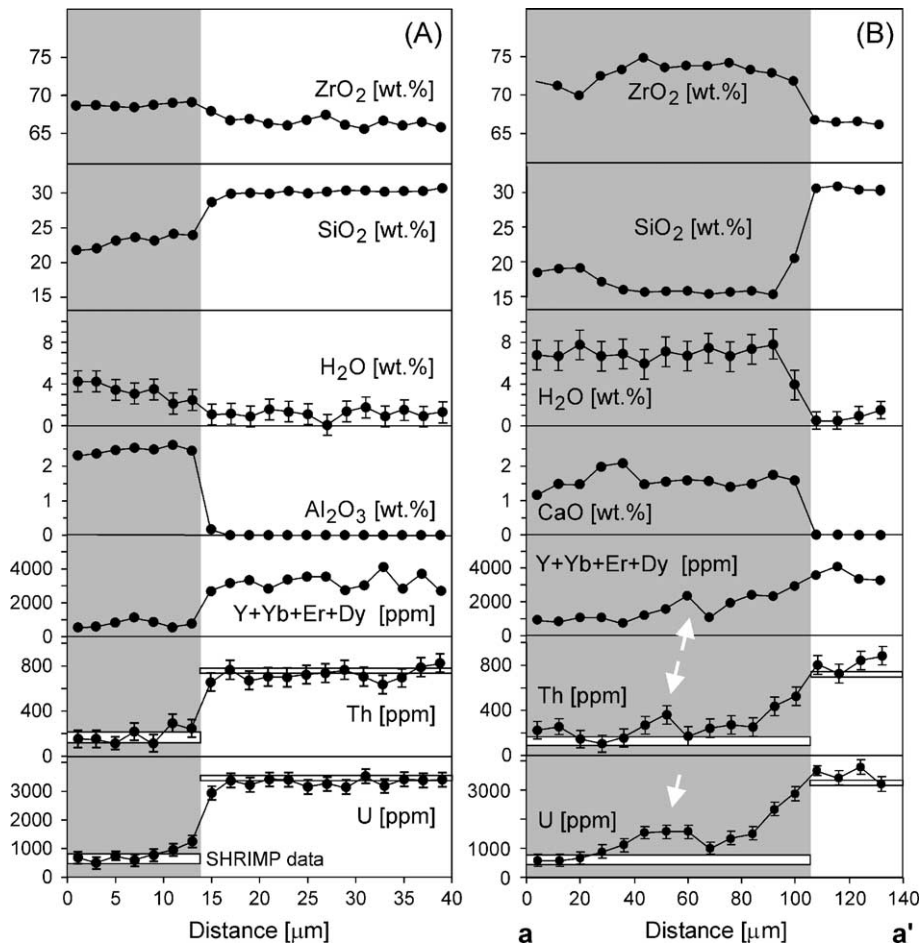 (A)
75
70
65
ZrO2 [wt.%]
30
25
20
15
SiO2 [wt.%]
8
4
0
H2O [wt.%]
2
1
0
Al2O3 [wt.%]
4000
2000
0
Y+Yb+Er+Dy [ppm]
800
400
0
Th [ppm]
3000
2000
1000
0
U [ppm]
SHRIMP data
0 5 10 15 20 25 30 35 40
Distance [μm]
(B)
75
70
65
ZrO2 [wt.%]
30
25
20
15
SiO2 [wt.%]
8
4
0
H2O [wt.%]
2
1
0
CaO [wt.%]
4000
2000
0
Y+Yb+Er+Dy [ppm]
800
400
0
Th [ppm]
3000
1000
0
U [ppm]
0 20 40 60 80 100 120 140
a Distance [μm] a'